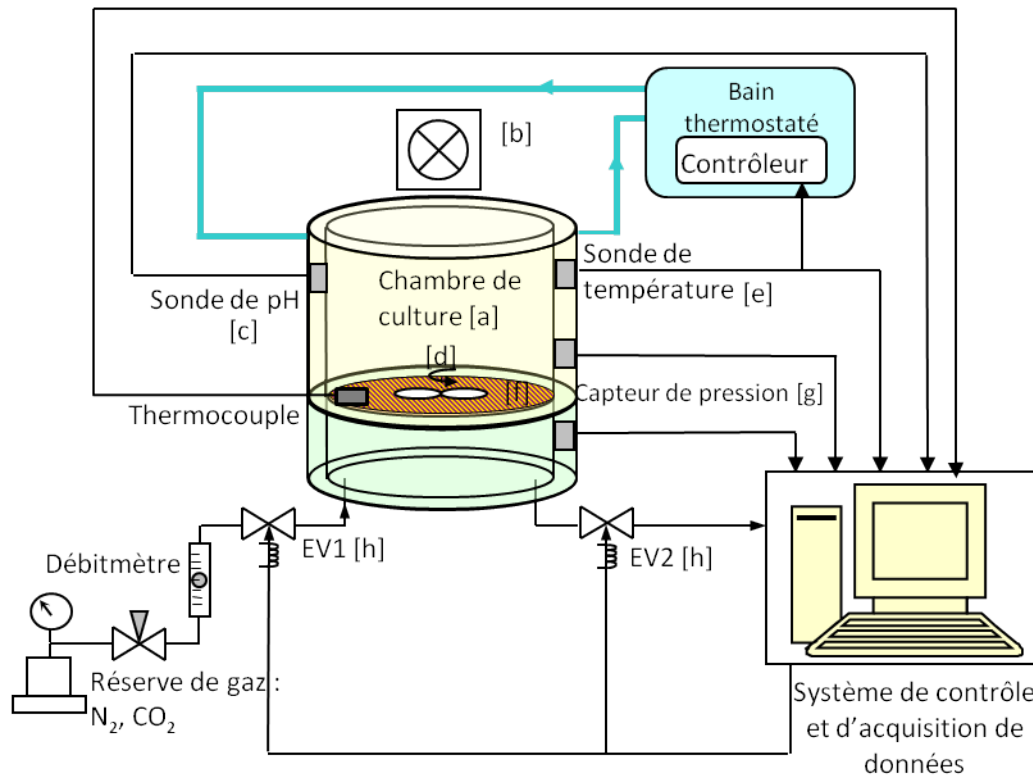 Bain
thermostaté
Contrôleur
[b]
Sonde de
température [e]
Sonde de pH
[c]
Chambre de
culture [a]
[d]
[f]
Capteur de pression [g]
Thermocouple
EV1 [h]
EV2 [h]
Débitmètre
Réserve de gaz :
N₂, CO₂
Système de contrôle
et d’acquisition de
données